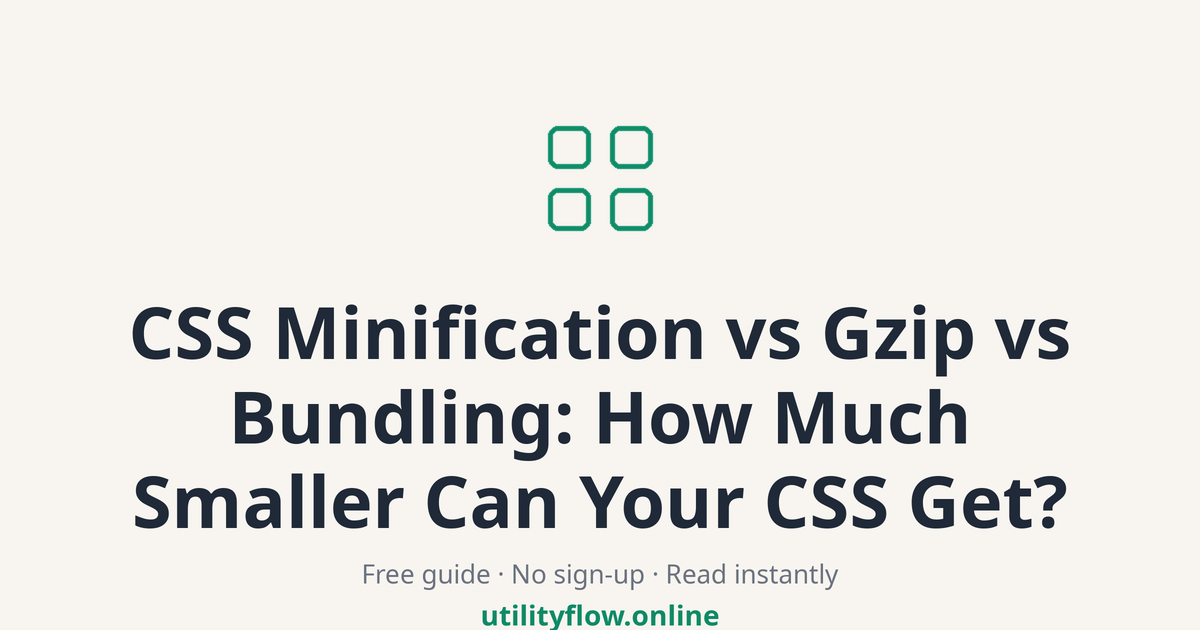 CSS Minification vs Gzip vs
Bundling: How Much
Smaller Can Your CSS Get?
Free guide · No sign-up · Read instantly
utilityflow.online